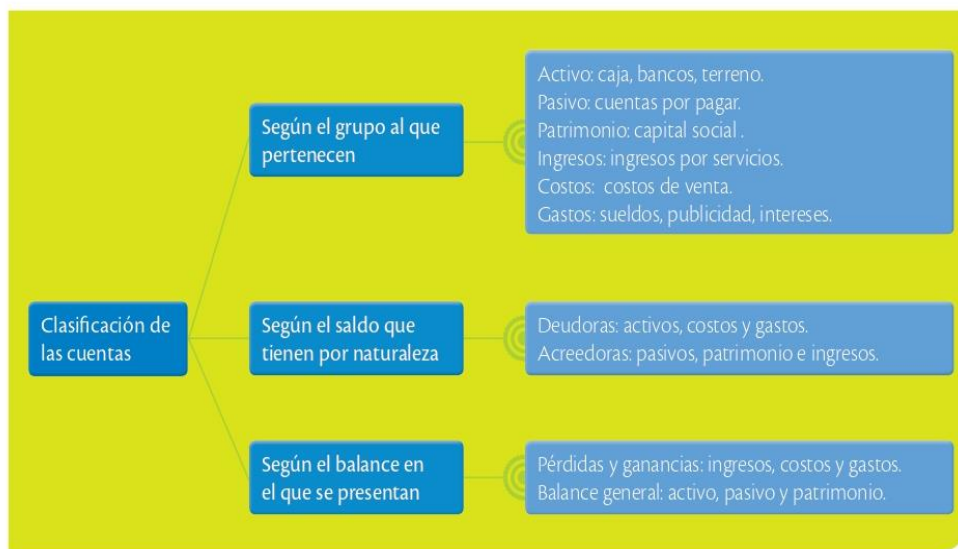 Clasificación de
las cuentas
Según el grupo al que
pertenecen
Activo: caja, bancos, terreno.
Pasivo: cuentas por pagar.
Patrimonio: capital social .
Ingresos: ingresos por servicios.
Costos:  costos de venta.
Gastos: sueldos, publicidad, intereses.
Según el saldo que
tienen por naturaleza
Deudoras: activos, costos y gastos.
Acreedoras: pasivos, patrimonio e ingresos.
Según el balance en
el que se presentan
Pérdidas y ganancias: ingresos, costos y gastos.
Balance general: activo, pasivo y patrimonio.